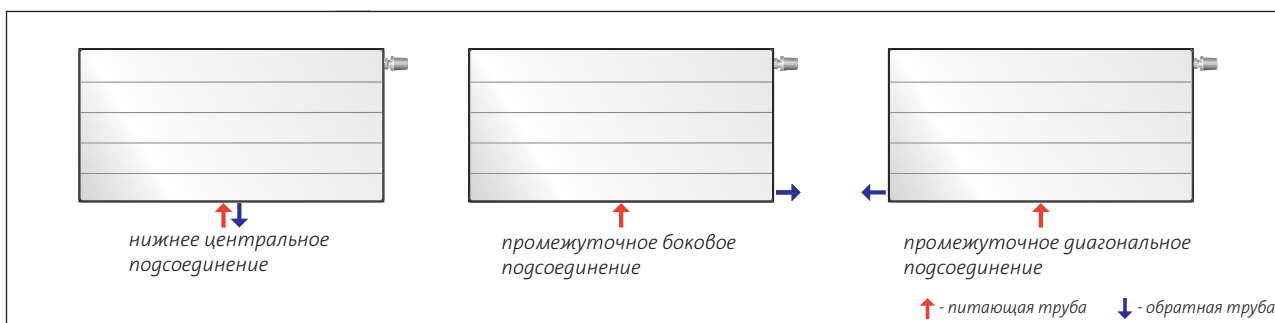 нижнее центральное
подсоединение
промежуточное боковое
подсоединение
промежуточное диагональное
подсоединение
- питающая труба
- обратная труба